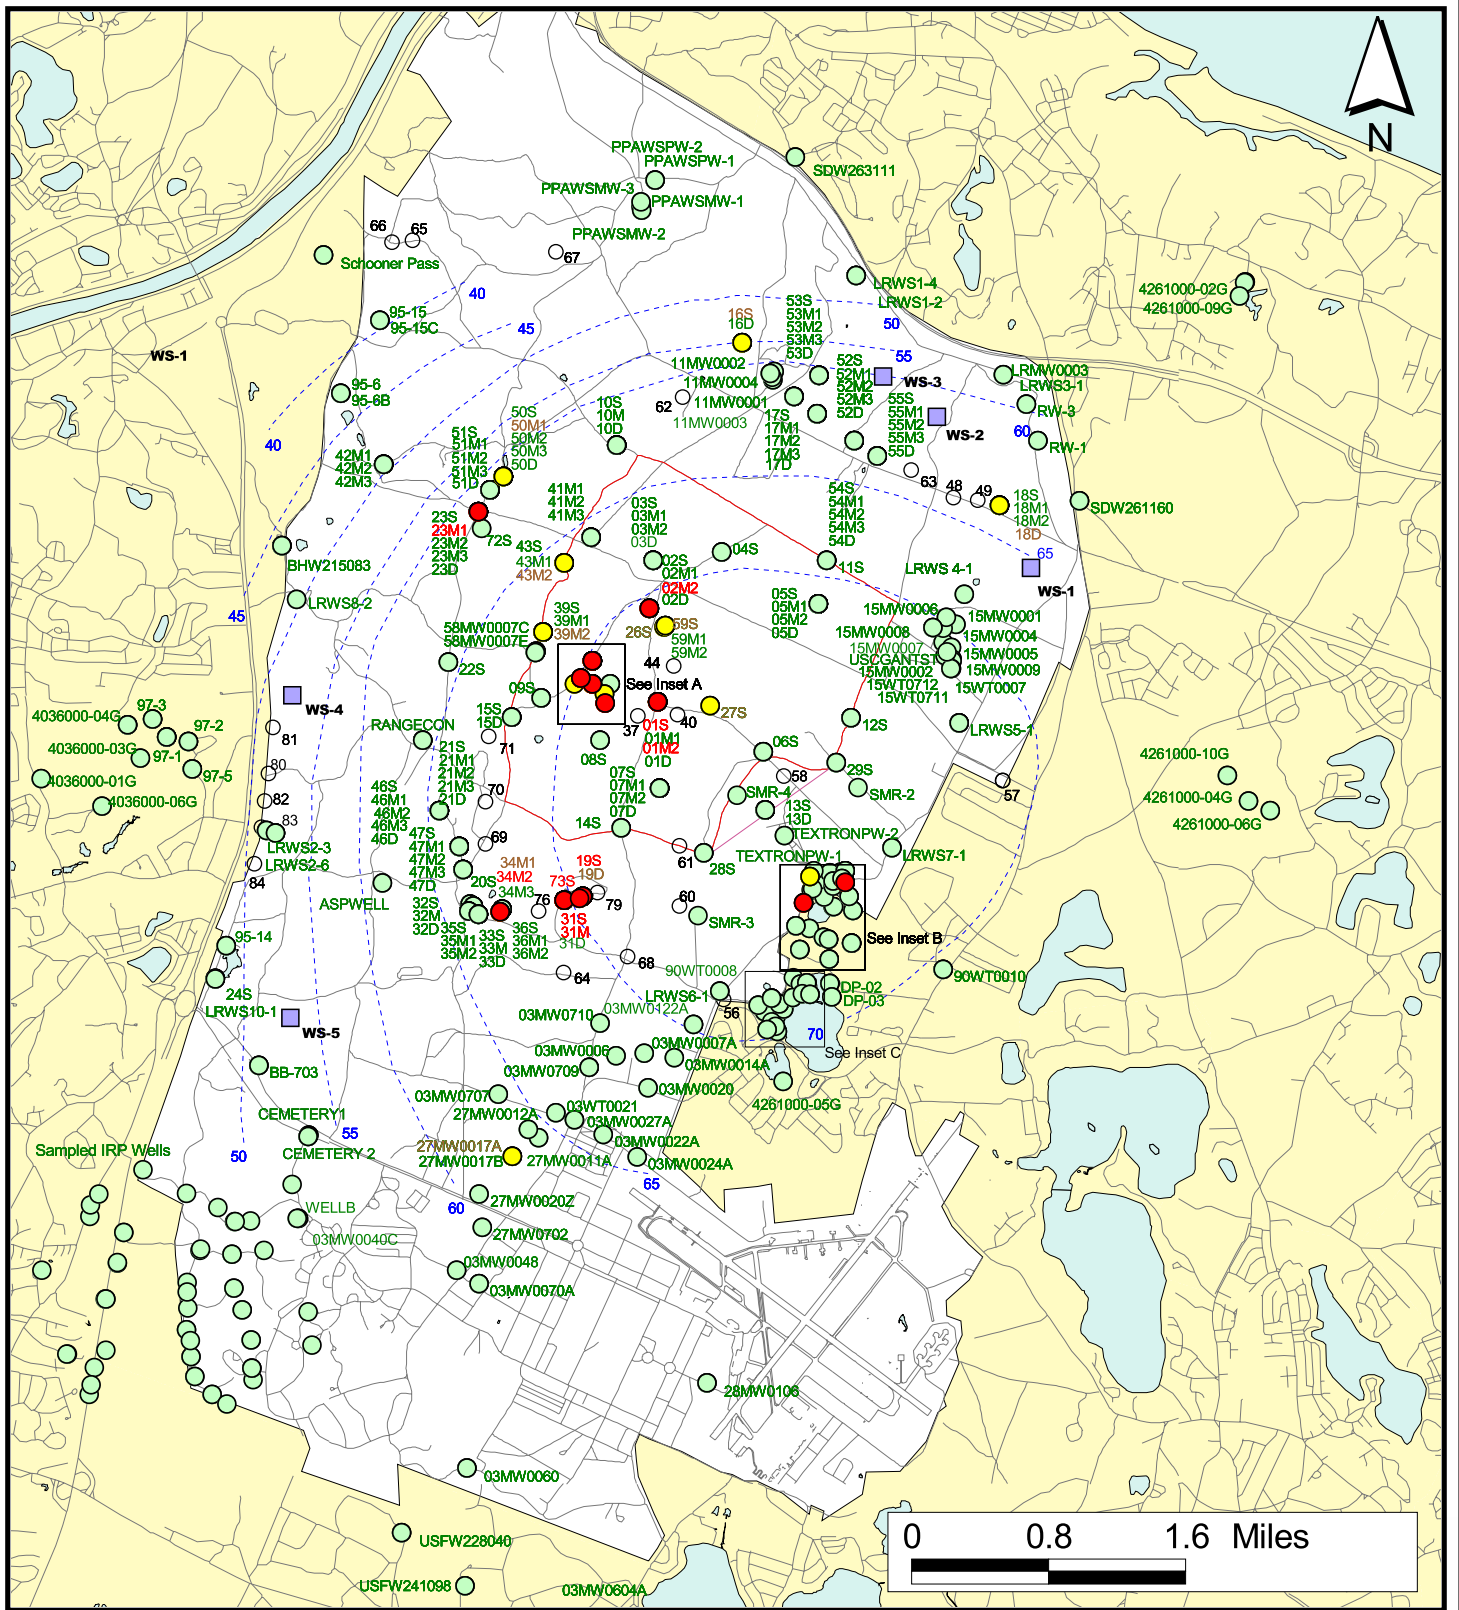 N
PPAWSPW-2
PPAWSPW-1
SDW263111
PPAWSMW-3
PPAWSMW-1
PPAWSMW-2
66
65
67
Schooner Pass
LRWS1-4
LRWS1-2
4261000-02G
4261000-09G
40
45
50
55
95-15
95-15C
WS-1
16S
16D
53S
53M1
53M2
53M3
53D
11MW0002
11MW0004
11MW0001
11MW0003
62
52S
52M1
52M2
52M3
52D
WS-3
LRMW0003
LRWS3-1
RW-3
60
RW-1
WS-2
95-6
95-6B
40
50S
50M1
50M2
50M3
50D
10S
10M
10D
17S
17M1
17M2
17M3
17D
55S
55M1
55M2
55M3
55D
51S
51M1
51M2
51M3
51D
42M1
42M2
42M3
63
48
49
18S
18M1
18M2
18D
SDW261160
41M1
41M2
41M3
03S
03M1
03M2
03D
54S
54M1
54M2
54M3
54D
23S
23M1
23M2
23M3
23D
72S
43S
43M1
43M2
04S
02S
02M1
02M2
02D
11S
65
WS-1
LRWS 4-1
BHW215083
LRWS8-2
45
05S
05M1
05M2
05D
39S
39M1
39M2
58MW0007C
58MW0007E
26S
59S
59M1
59M2
15MW0006
15MW0001
15MW0008
15MW0004
15MW0007
15MW0005
USCGANTST
15MW0002
15MW0009
15WT0712
15WT0007
15WT0711
44
See Inset A
22S
09S
WS-4
4036000-04G
97-3
97-2
4036000-03G
97-1
97-5
4036000-01G
4036000-06G
81
80
82
83
RANGECON
15S
15D
71
37
01S
01M1
01M2
01D
40
27S
12S
LRWS5-1
08S
06S
29S
58
57
4261000-10G
4261000-04G
4261000-06G
21S
21M1
21M2
21M3
21D
70
07S
07M1
07M2
07D
SMR-4
SMR-2
13S
13D
46S
46M1
46M2
46M3
46D
14S
TEXTRONPW-2
TEXTRONPW-1
LRWS7-1
47S
47M1
47M2
47M3
47D
69
61
28S
LRWS2-3
LRWS2-6
84
ASPWELL
20S
34M1
34M2
34M3
19S
19D
73S
79
76
60
SMR-3
See Inset B
32S
32M
32D
35S
35M1
35M2
33S
33M
33D
36S
36M1
36M2
31S
31M
31D
95-14
24S
LRWS10-1
64
68
90WT0008
90WT0010
DP-02
DP-03
LRWS6-1
56
WS-5
03MW0710
03MW0122A
70
See Inset C
BB-703
03MW0006
03MW0007A
03MW0709
03MW0014A
03MW0707
03MW0020
4261000-05G
CEMETERY1
55
27MW0012A
03WT0021
03MW0027A
CEMETERY 2
03MW0022A
50
Sampled IRP Wells
27MW0017A
27MW0017B
27MW0011A
03MW0024A
65
60
27MW0020Z
WELLB
03MW0040C
27MW0702
03MW0048
03MW0070A
28MW0106
03MW0060
USFW228040
USFW241098
03MW0604A
0 0.8 1.6 Miles